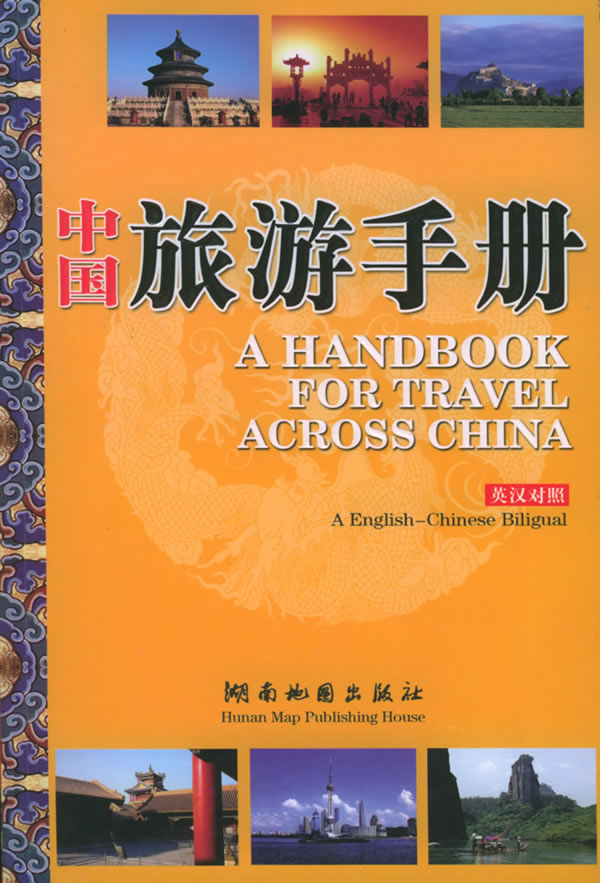 中国旅游手册
A HANDBOOK
FOR TRAVEL
ACROSS CHINA
英汉对照
A English-Chinese Biligual
湖南地图出版社
Hunan Map Publishing House